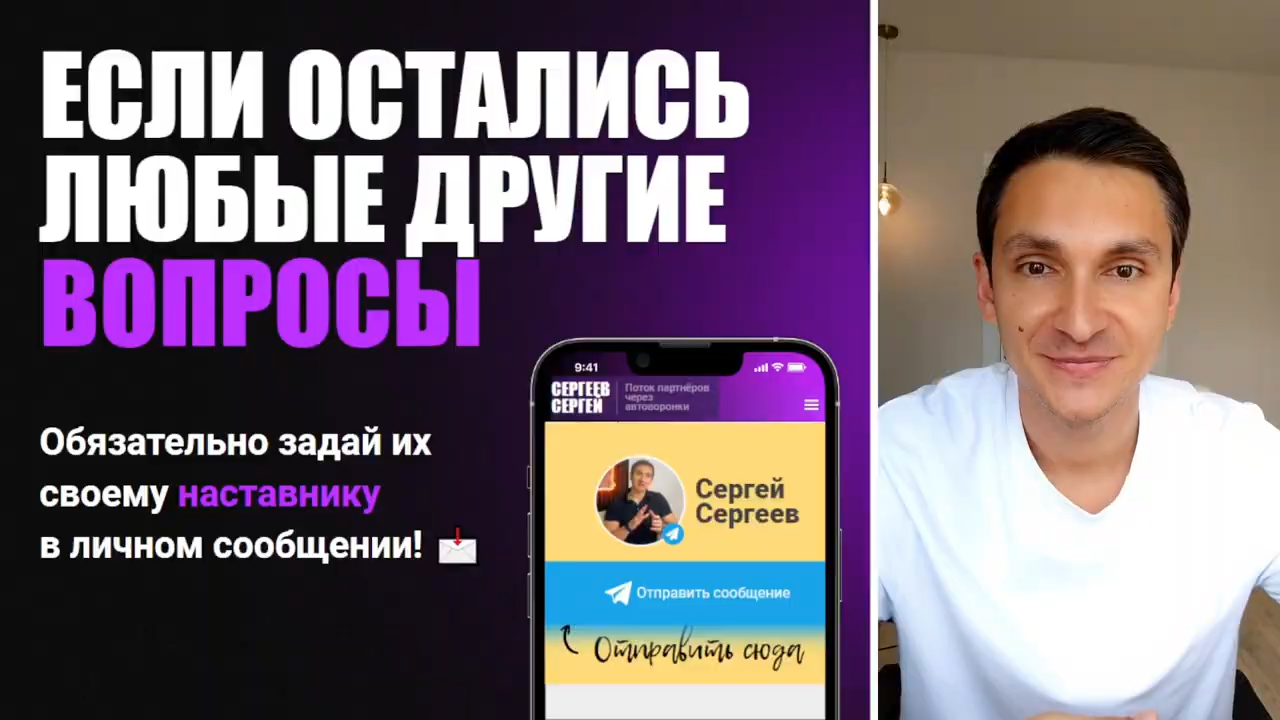 ЕСЛИ ОСТАЛИСЬ
ЛЮБЫЕ ДРУГИЕ
ВОПРОСЫ
Обязательно задай их
своему наставнику
в личном сообщении!
9:41
СЕРГЕЕВ
СЕРГЕЙ
Поток партнёров
через
автоворонки
Сергей
Сергеев
Отправить сообщение
Отправить сюда